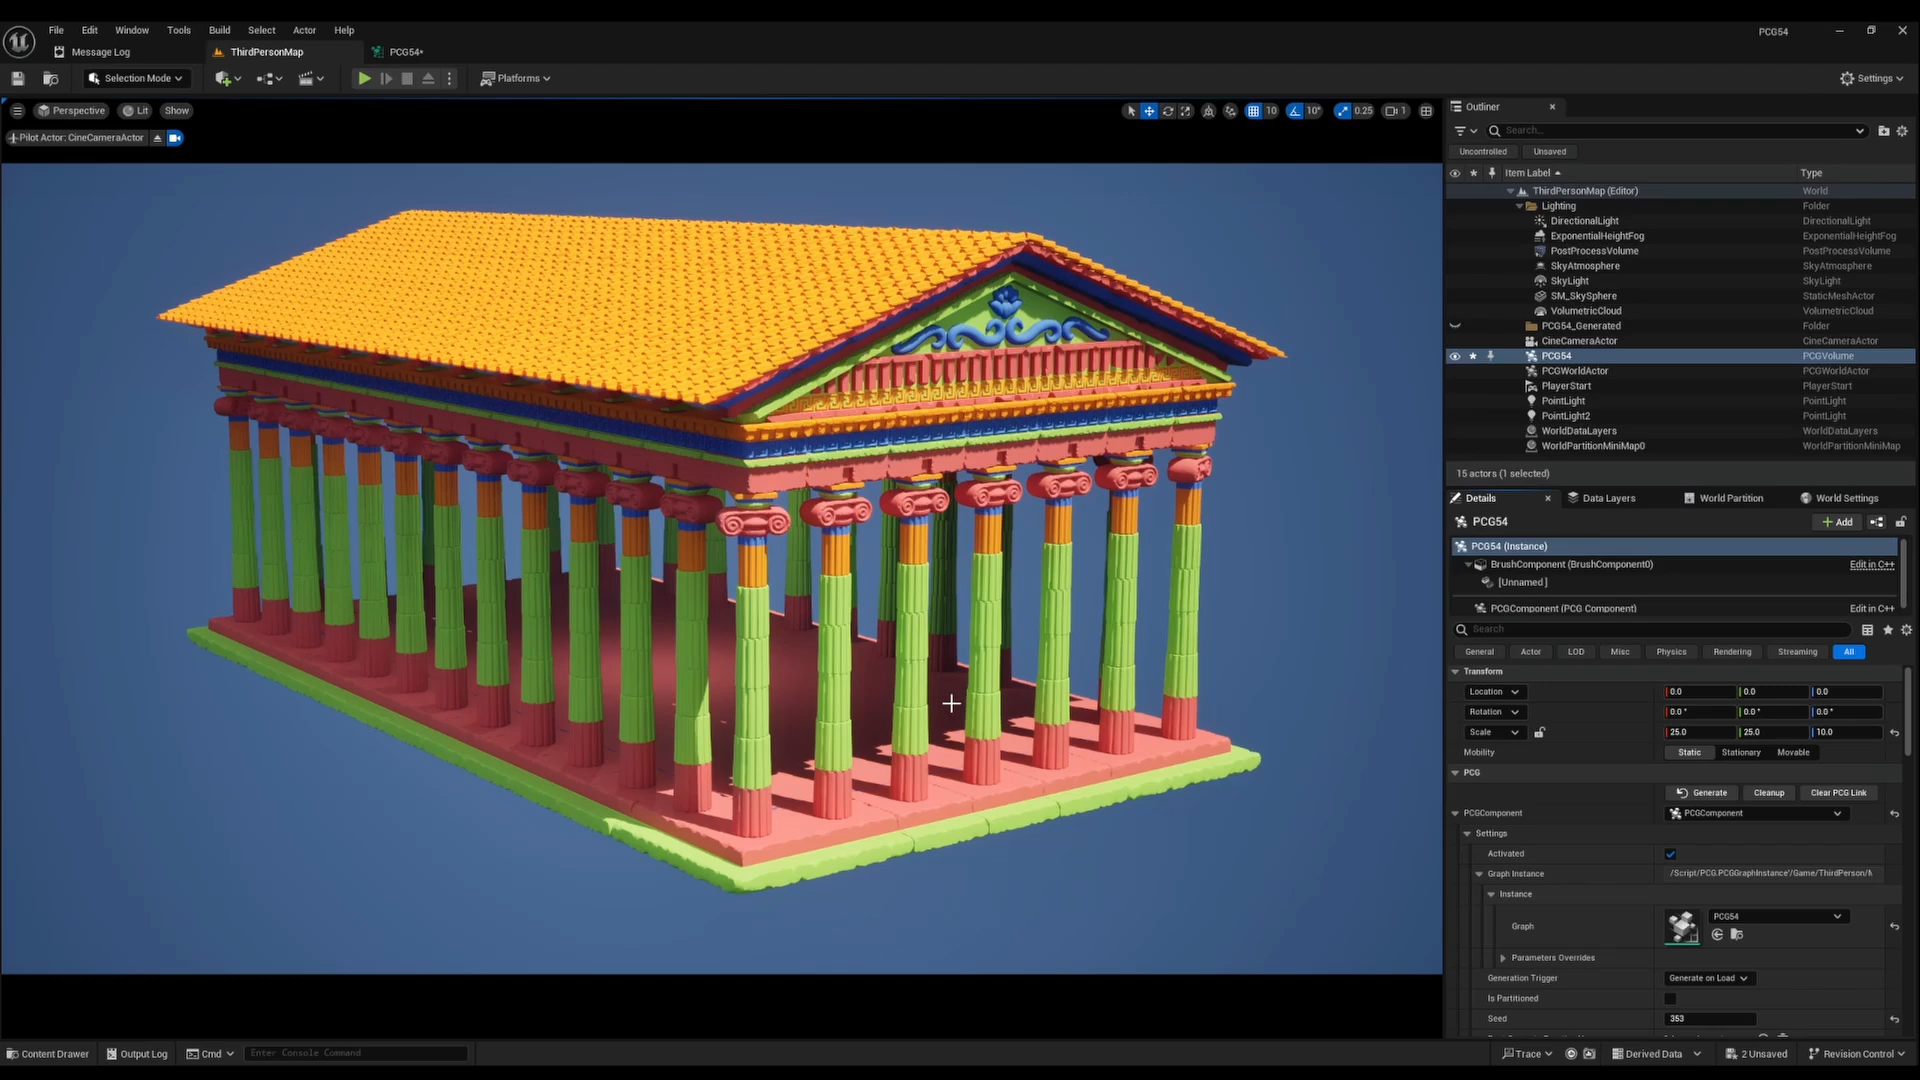 File Edit Window Tools Build Select Actor Help
PCG54
Message Log
ThirdPersonMap
PCG54*
Selection Mode
Platforms
Settings
Perspective
Lit
Show
10
10°
0.25
1
Pilot Actor: CineCameraActor
Outliner
Search...
Uncontrolled
Unsaved
Item Label
Type
ThirdPersonMap (Editor) World
Lighting Folder
DirectionalLight DirectionalLight
ExponentialHeightFog ExponentialHeightFog
PostProcessVolume PostProcessVolume
SkyAtmosphere SkyAtmosphere
SkyLight SkyLight
SM_SkySphere StaticMeshActor
VolumetricCloud VolumetricCloud
PCG54_Generated Folder
CineCameraActor CineCameraActor
PCG54 PCGVolume
PCGWorldActor PCGWorldActor
PlayerStart PlayerStart
PointLight PointLight
PointLight2 PointLight
WorldDataLayers WorldDataLayers
WorldPartitionMiniMap0 WorldPartitionMiniMap
15 actors (1 selected)
Details
Data Layers
World Partition
World Settings
PCG54
Add
PCG54 (Instance)
BrushComponent (BrushComponent0) Edit in C++
[Unnamed ]
PCGComponent (PCG Component) Edit in C++
Search
General Actor LOD Misc Physics Rendering Streaming All
Transform
Location 0.0 0.0 0.0
Rotation 0.0 ° 0.0 ° 0.0 °
Scale 25.0 25.0 10.0
Mobility Static Stationary Movable
PCG
Generate Cleanup Clear PCG Link
PCGComponent PCGComponent
Settings
Activated
Graph Instance /Script/PCG.PCGGraphInstance'/Game/ThirdPerson/M
Instance
Graph PCG54
Parameters Overrides
Generation Trigger Generate on Load
Is Partitioned
Seed 353
Content Drawer
Output Log
Cmd
Enter Console Command
Trace
Derived Data
2 Unsaved
Revision Control